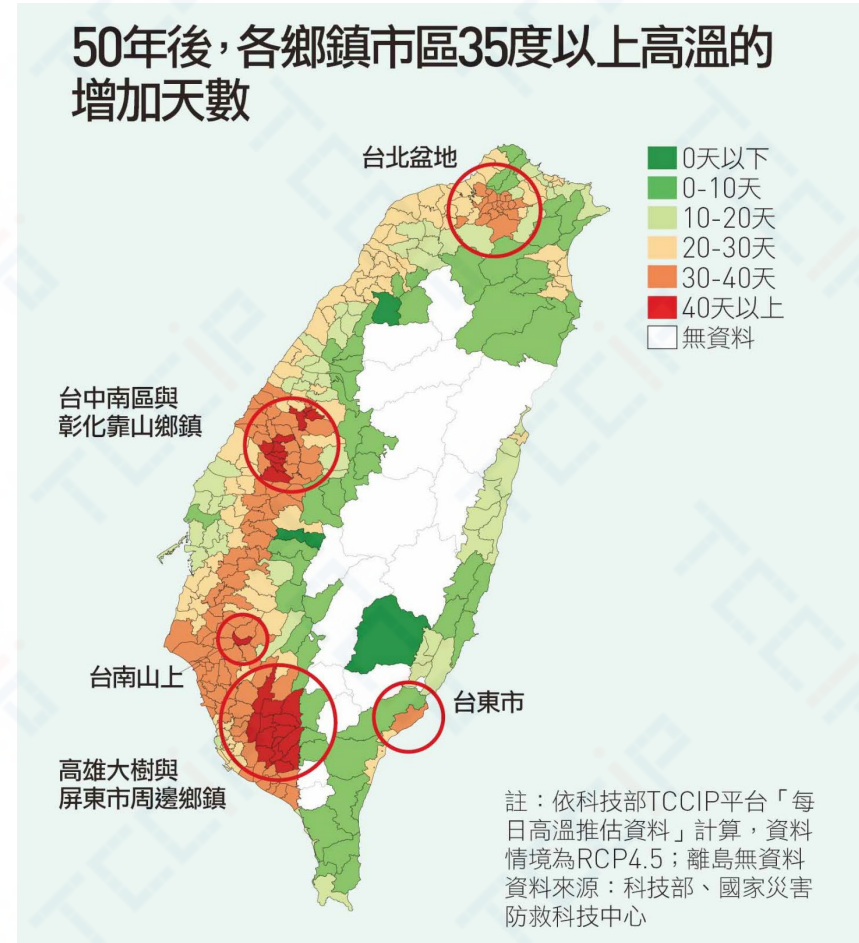 50年後,各鄉鎮市區35度以上高溫的
增加天數
台北盆地
0天以下
0-10天
10-20天
20-30天
30-40天
40天以上
無資料
台中南區與
彰化靠山鄉鎮
台南山上
台東市
高雄大樹與
屏東市周邊鄉鎮
註:依科技部TCCIP平台「每
日高溫推估資料」計算,資料
情境為RCP4.5;離島無資料
資料來源:科技部、國家災害
防救科技中心
TCCIP